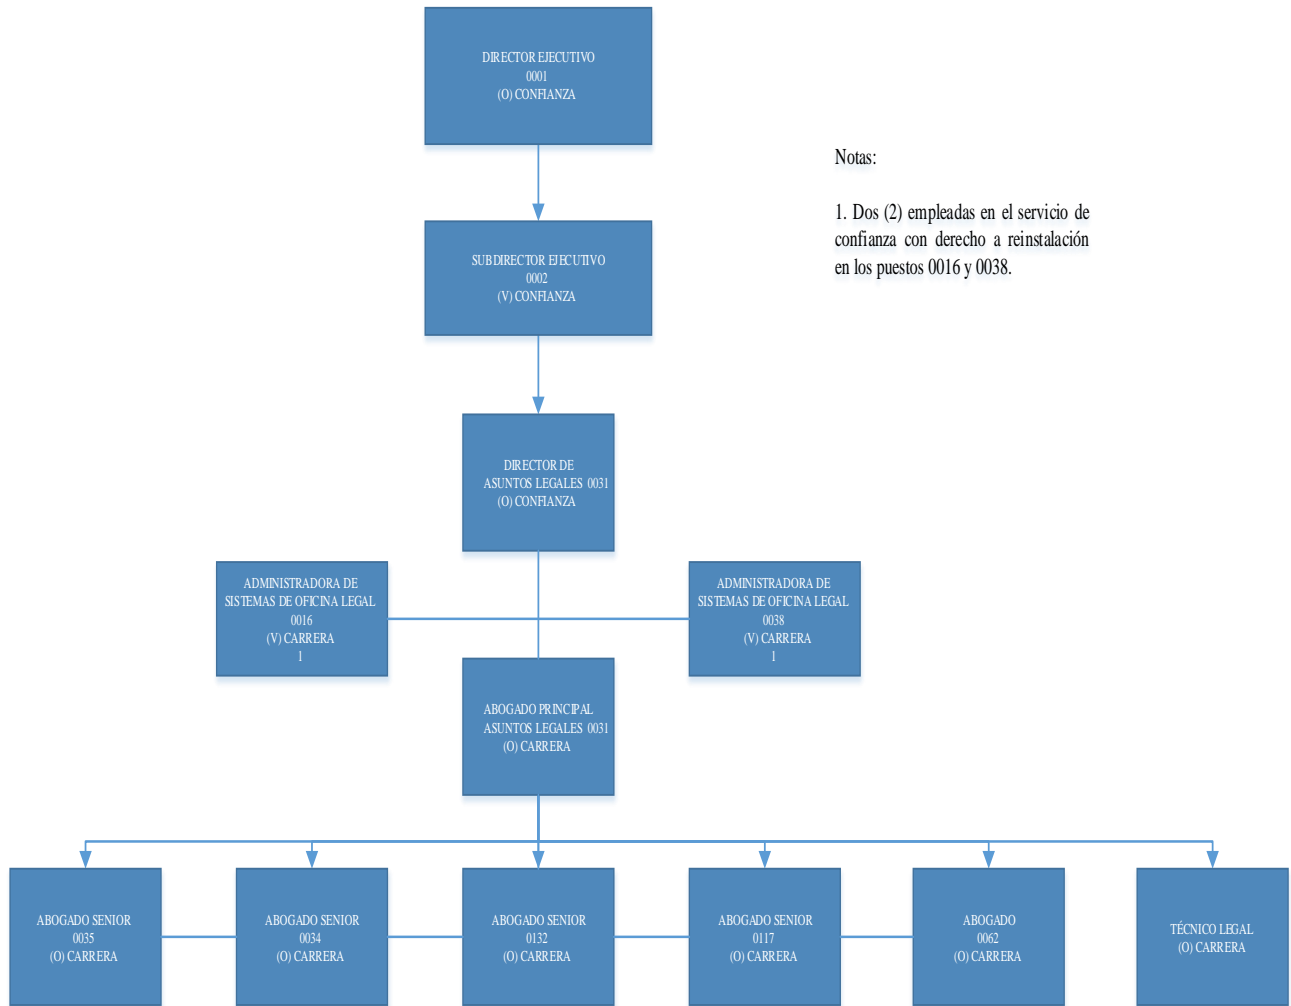 DIRECTOR EJECUTIVO
0001
(O) CONFIANZA
Notas:
1. Dos (2) empleadas en el servicio de
confianza con derecho a reinstalación
en los puestos 0016 y 0038.
SUBDIRECTOR EJECUTIVO
0002
(V) CONFIANZA
DIRECTOR DE
ASUNTOS LEGALES 0031
(O) CONFIANZA
ADMINISTRADORA DE
SISTEMAS DE OFICINA LEGAL
0016
(V) CARRERA
1
ADMINISTRADORA DE
SISTEMAS DE OFICINA LEGAL
0038
(V) CARRERA
1
ABOGADO PRINCIPAL
ASUNTOS LEGALES 0031
(O) CARRERA
ABOGADO SENIOR
0035
(O) CARRERA
ABOGADO SENIOR
0034
(O) CARRERA
ABOGADO SENIOR
0132
(O) CARRERA
ABOGADO SENIOR
0117
(O) CARRERA
ABOGADO
0062
(O) CARRERA
TÉCNICO LEGAL
(O) CARRERA